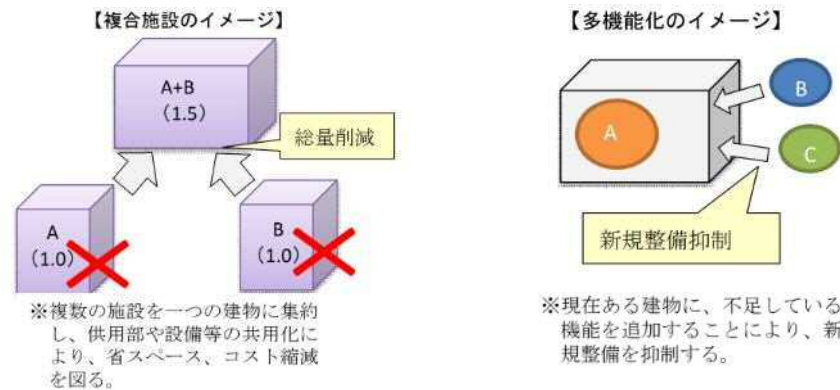 【複合施設のイメージ】
A+B
（1.5）
総量削減
A
（1.0）
B
（1.0）
※複数の施設を一つの建物に集約
し、供用部や設備等の共用化に
より、省スペース、コスト縮減
を図る。
【多機能化のイメージ】
A
B
C
新規整備抑制
※現在ある建物に、不足している
機能を追加することにより、新
規整備を抑制する。